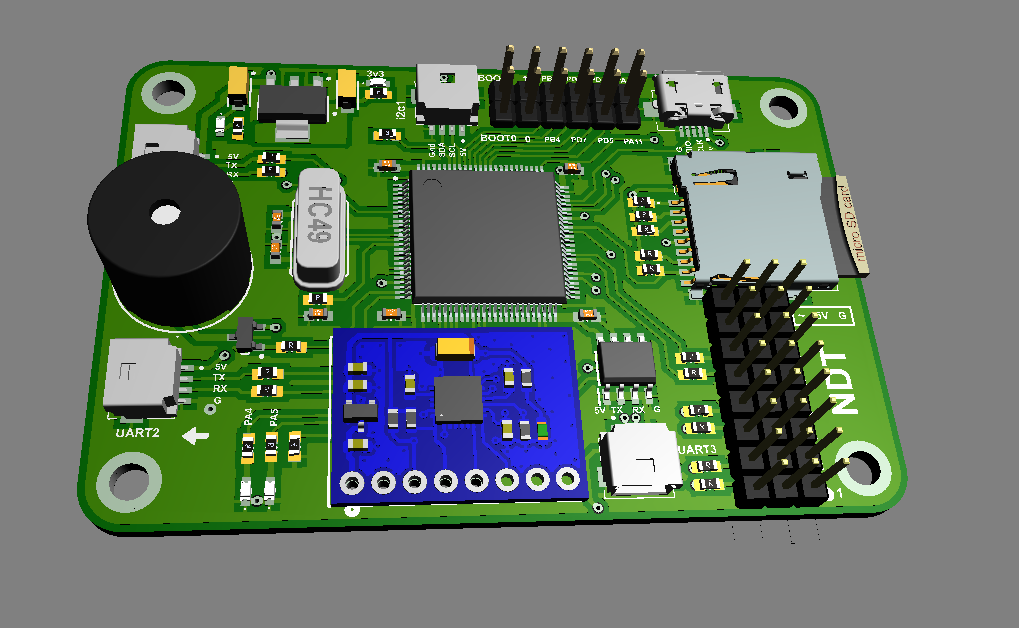 3v3
i2c1
BOOT0
PB4
PD7
PD5
PA11
Gnd
SDA
SCL
5V
G
5V
TX
RX
HC49
micro SD card
~ 5V G
NDT
5V
TX
RX
G
UART2
PA4
PA5
5V TX RX G
UART3
1